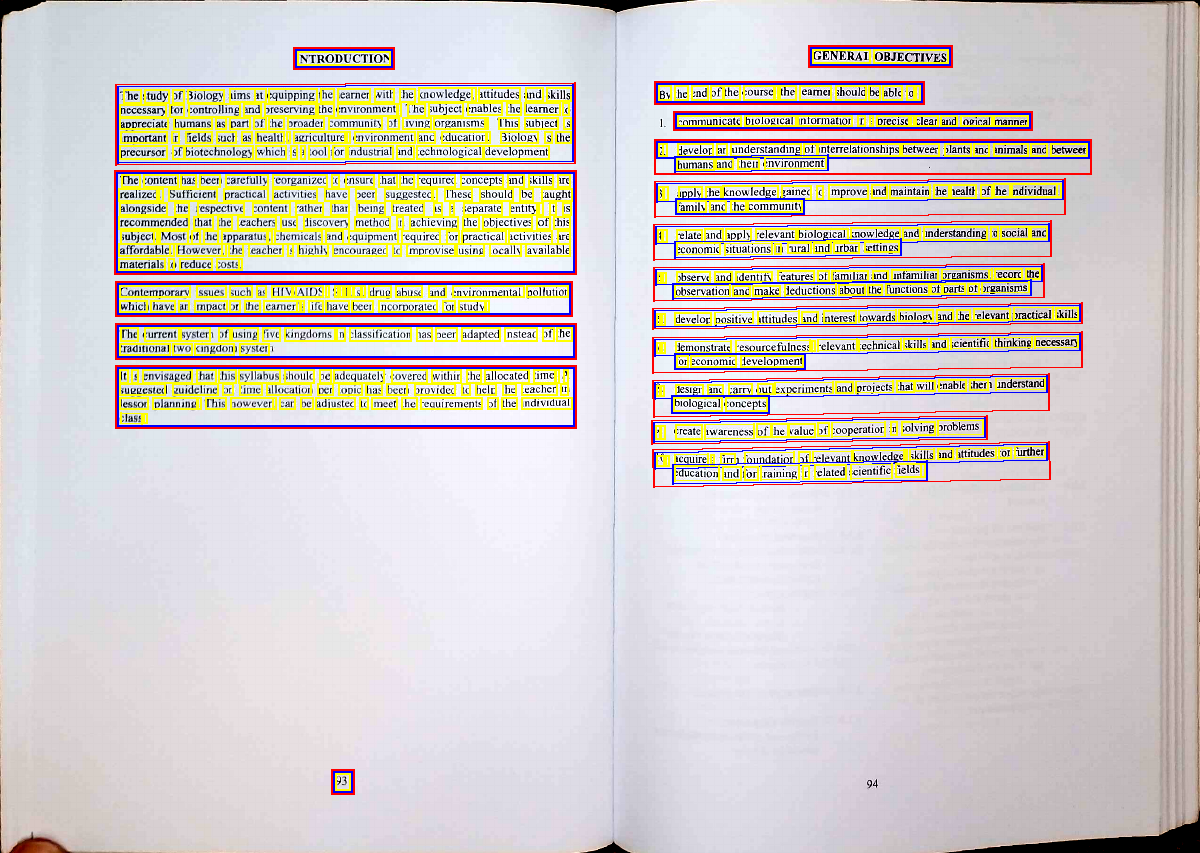 INTRODUCTION
The study of Biology aims at equipping the learner with the knowledge, attitudes and skills
necessary for controlling and preserving the environment. The subject enables the learner to
appreciate humans as part of the broader community of living organisms. This subject is
important in fields such as health, agriculture, environment and education. Biology is the
precursor of biotechnology which is a tool for industrial and technological development.
The content has been carefully reorganized to ensure that the required concepts and skills are
realized. Sufficient practical activities have been suggested. These should be taught
alongside the respective content rather than being treated as a separate entity. It is
recommended that the teachers use discovery method in achieving the objectives of this
subject. Most of the apparatus, chemicals and equipment required for practical activities are
affordable. However, the teacher is highly encouraged to improvise using locally available
materials to reduce costs.
Contemporary issues such as HIV/AIDS, S.T.I.s, drug abuse and environmental pollution
which have an impact on the learner's life have been incorporated for study.
The current system of using five kingdoms in classification has been adapted instead of the
traditional two kingdom system.
It is envisaged that this syllabus should be adequately covered within the allocated time. A
suggested guideline on time allocation per topic has been provided to help the teacher in
lesson planning. This however, can be adjusted to meet the requirements of the individual
class.
93
GENERAL OBJECTIVES
By the end of the course, the learner should be able to:
1. communicate biological information in a precise, clear and logical manner
2. develop an understanding of interrelationships between plants and animals and between
humans and their environment
3. apply the knowledge gained to improve and maintain the health of the individual,
family and the community
4. relate and apply relevant biological knowledge and understanding to social and
economic situations in rural and urban settings
5. observe and identify features of familiar and unfamiliar organisms, record the
observation and make deductions about the functions of parts of organisms
6. develop positive attitudes and interest towards biology and the relevant practical skills
7. demonstrate resourcefulness, relevant technical skills and scientific thinking necessary
for economic development
8. design and carry out experiments and projects that will enable them understand
biological concepts
9. create awareness of the value of cooperation in solving problems
10. acquire a firm foundation of relevant knowledge, skills and attitudes for further
education and for training in related scientific fields.
94